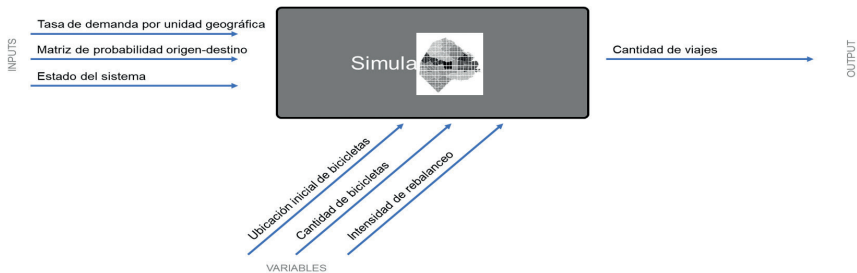 INPUTS
Tasa de demanda por unidad geográfica
Matriz de probabilidad origen-destino
Estado del sistema
Simula
Cantidad de viajes
OUTPUT
Ubicación inicial de bicicletas
Cantidad de bicicletas
Intensidad de rebalanceo
VARIABLES